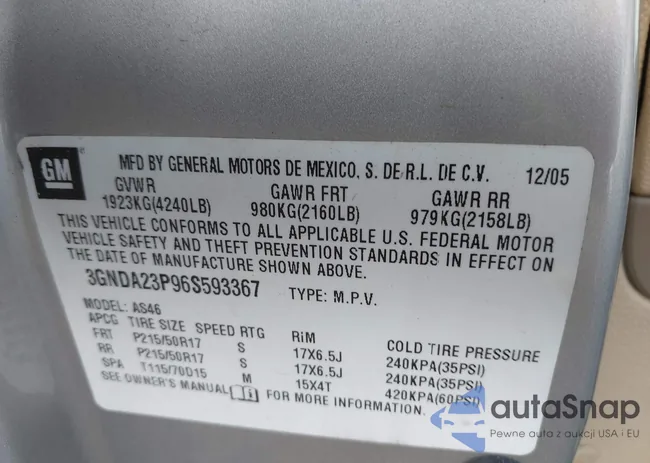 GM
MFD BY GENERAL MOTORS DE MEXICO, S. DE R.L. DE C.V. 12/05
GVWR GAWR FRT GAWR RR
1923KG(4240LB) 980KG(2160LB) 979KG(2158LB)
THIS VEHICLE CONFORMS TO ALL APPLICABLE U.S. FEDERAL MOTOR
VEHICLE SAFETY AND THEFT PREVENTION STANDARDS IN EFFECT ON
THE DATE OF MANUFACTURE SHOWN ABOVE.
3GNDA23P96S593367 TYPE: M.P.V.
MODEL: AS46
APCG TIRE SIZE SPEED RTG RiM COLD TIRE PRESSURE
FRT P215/50R17 S 17X6.5J 240KPA(35PSI)
RR P215/50R17 S 17X6.5J 240KPA(35PSI)
SPA T115/70D15 M 15X4T 420KPA(60PSI)
SEE OWNER'S MANUAL FOR MORE INFORMATION.
autaSnap
Pewne auta z aukcji USA i EU